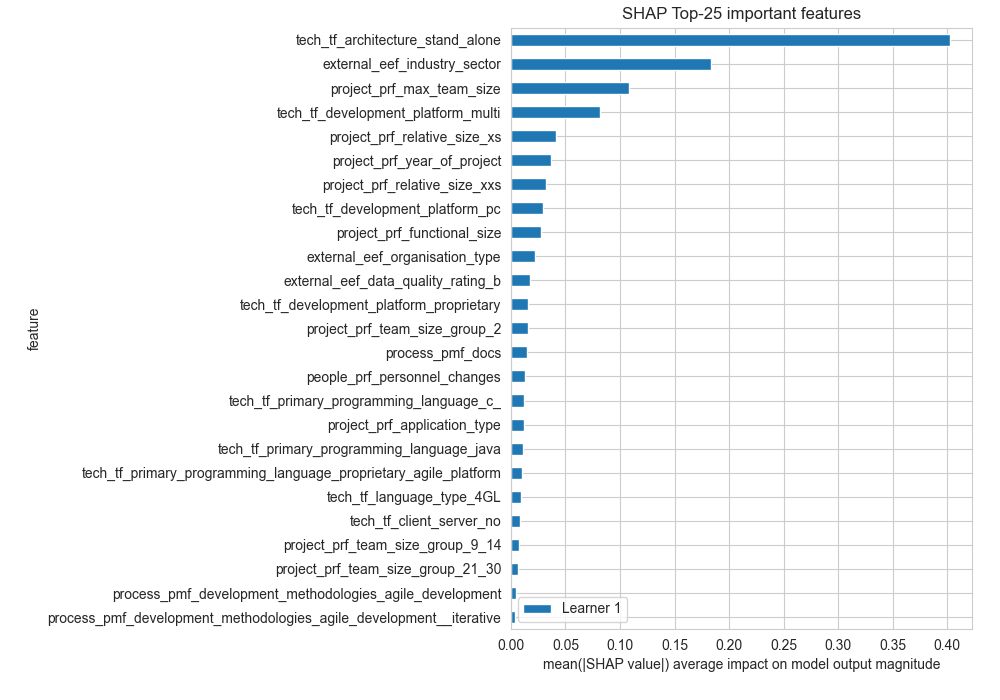 SHAP Top-25 important features
tech_tf_architecture_stand_alone
external_eef_industry_sector
project_prf_max_team_size
tech_tf_development_platform_multi
project_prf_relative_size_xs
project_prf_year_of_project
project_prf_relative_size_xxs
tech_tf_development_platform_pc
project_prf_functional_size
external_eef_organisation_type
external_eef_data_quality_rating_b
tech_tf_development_platform_proprietary
project_prf_team_size_group_2
process_pmf_docs
people_prf_personnel_changes
tech_tf_primary_programming_language_c_
project_prf_application_type
tech_tf_primary_programming_language_java
tech_tf_primary_programming_language_proprietary_agile_platform
tech_tf_language_type_4GL
tech_tf_client_server_no
project_prf_team_size_group_9_14
project_prf_team_size_group_21_30
process_pmf_development_methodologies_agile_development
process_pmf_development_methodologies_agile_development__iterative
feature
Learner 1
0.00 0.05 0.10 0.15 0.20 0.25 0.30 0.35 0.40
mean(|SHAP value|) average impact on model output magnitude